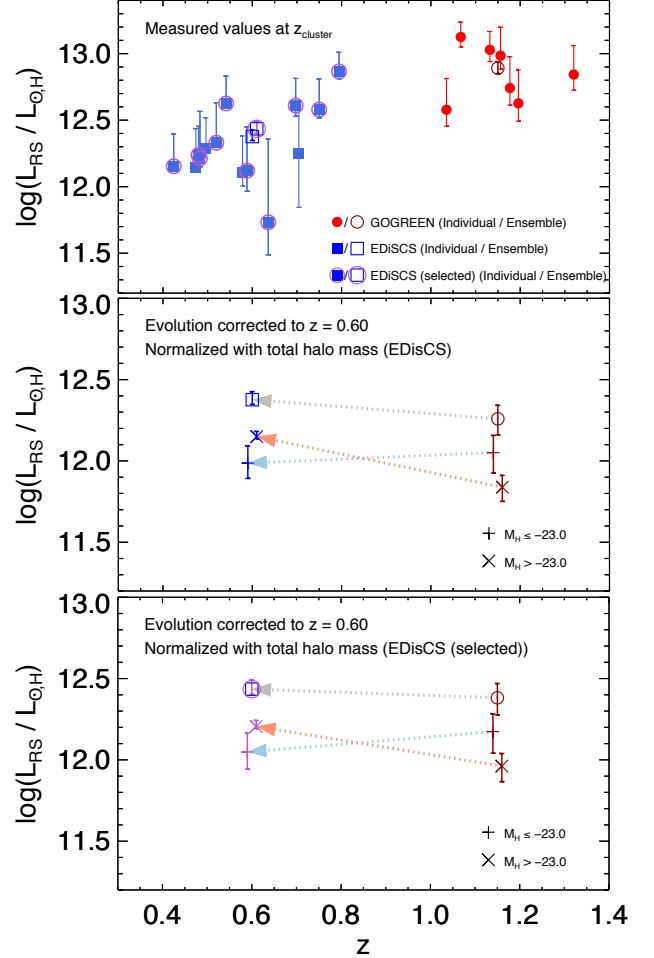 Measured values at z_cluster
13.0
12.5
12.0
11.5
log(L_RS / L_⊙,H)
●/○ GOGREEN (Individual / Ensemble)
■/□ EDiSCS (Individual / Ensemble)
EDiSCS (selected) (Individual / Ensemble)
Evolution corrected to z = 0.60
Normalized with total halo mass (EDisCS)
13.0
12.5
12.0
11.5
log(L_RS / L_⊙,H)
+ M_H ≤ −23.0
× M_H > −23.0
Evolution corrected to z = 0.60
Normalized with total halo mass (EDisCS (selected))
13.0
12.5
12.0
11.5
log(L_RS / L_⊙,H)
+ M_H ≤ −23.0
× M_H > −23.0
0.4 0.6 0.8 1.0 1.2 1.4
z